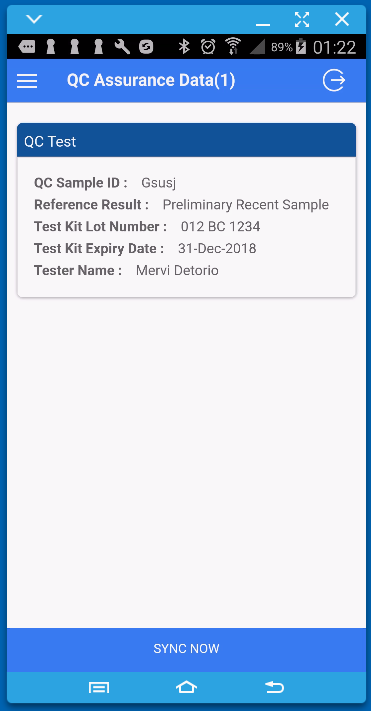 89% 01:22
QC Assurance Data(1)
QC Test
QC Sample ID : Gsusj
Reference Result : Preliminary Recent Sample
Test Kit Lot Number : 012 BC 1234
Test Kit Expiry Date : 31-Dec-2018
Tester Name : Mervi Detorio
SYNC NOW